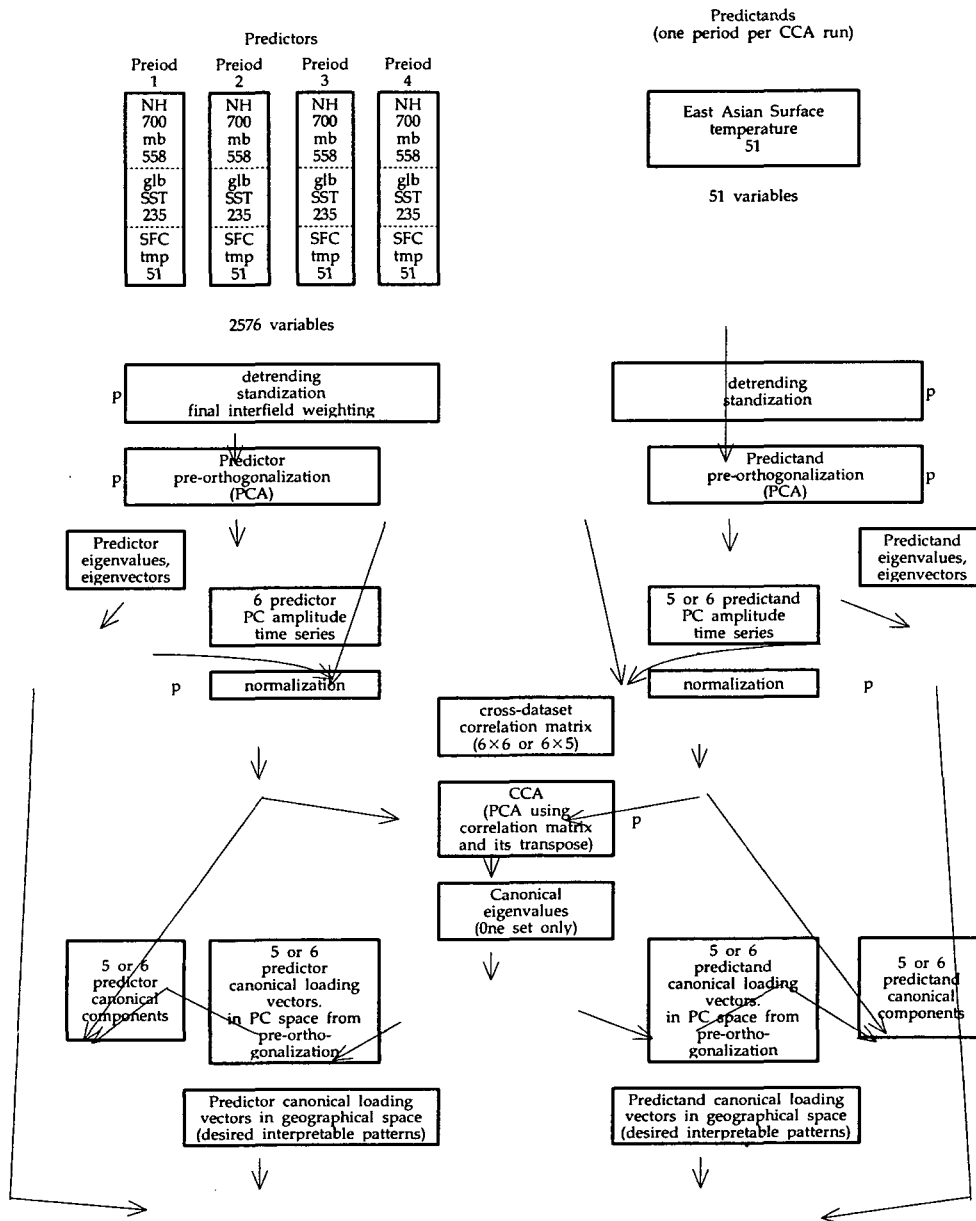 Predictors
Preiod
1
Preiod
2
Preiod
3
Preiod
4
NH
700
mb
558
glb
SST
235
SFC
tmp
51
NH
700
mb
558
glb
SST
235
SFC
tmp
51
NH
700
mb
558
glb
SST
235
SFC
tmp
51
NH
700
mb
558
glb
SST
235
SFC
tmp
51
2576 variables
Predictands
(one period per CCA run)
East Asian Surface
temperature
51
51 variables
p
detrending
standization
final interfield weighting
detrending
standization
p
p
Predictor
pre-orthogonalization
(PCA)
Predictand
pre-orthogonalization
(PCA)
p
Predictor
eigenvalues,
eigenvectors
Predictand
eigenvalues,
eigenvectors
6 predictor
PC amplitude
time series
5 or 6 predictand
PC amplitude
time series
p
normalization
normalization
p
cross-dataset
correlation matrix
(6×6 or 6×5)
CCA
(PCA using
correlation matrix
and its transpose)
p
Canonical
eigenvalues
(One set only)
5 or 6
predictor
canonical
components
5 or 6
predictor
canonical loading
vectors.
in PC space from
pre-ortho-
gonalization
5 or 6
predictand
canonical loading
vectors.
in PC space from
pre-ortho-
gonalization
5 or 6
predictand
canonical
components
Predictor canonical loading
vectors in geographical space
(desired interpretable patterns)
Predictand canonical loading
vectors in geographical space
(desired interpretable patterns)